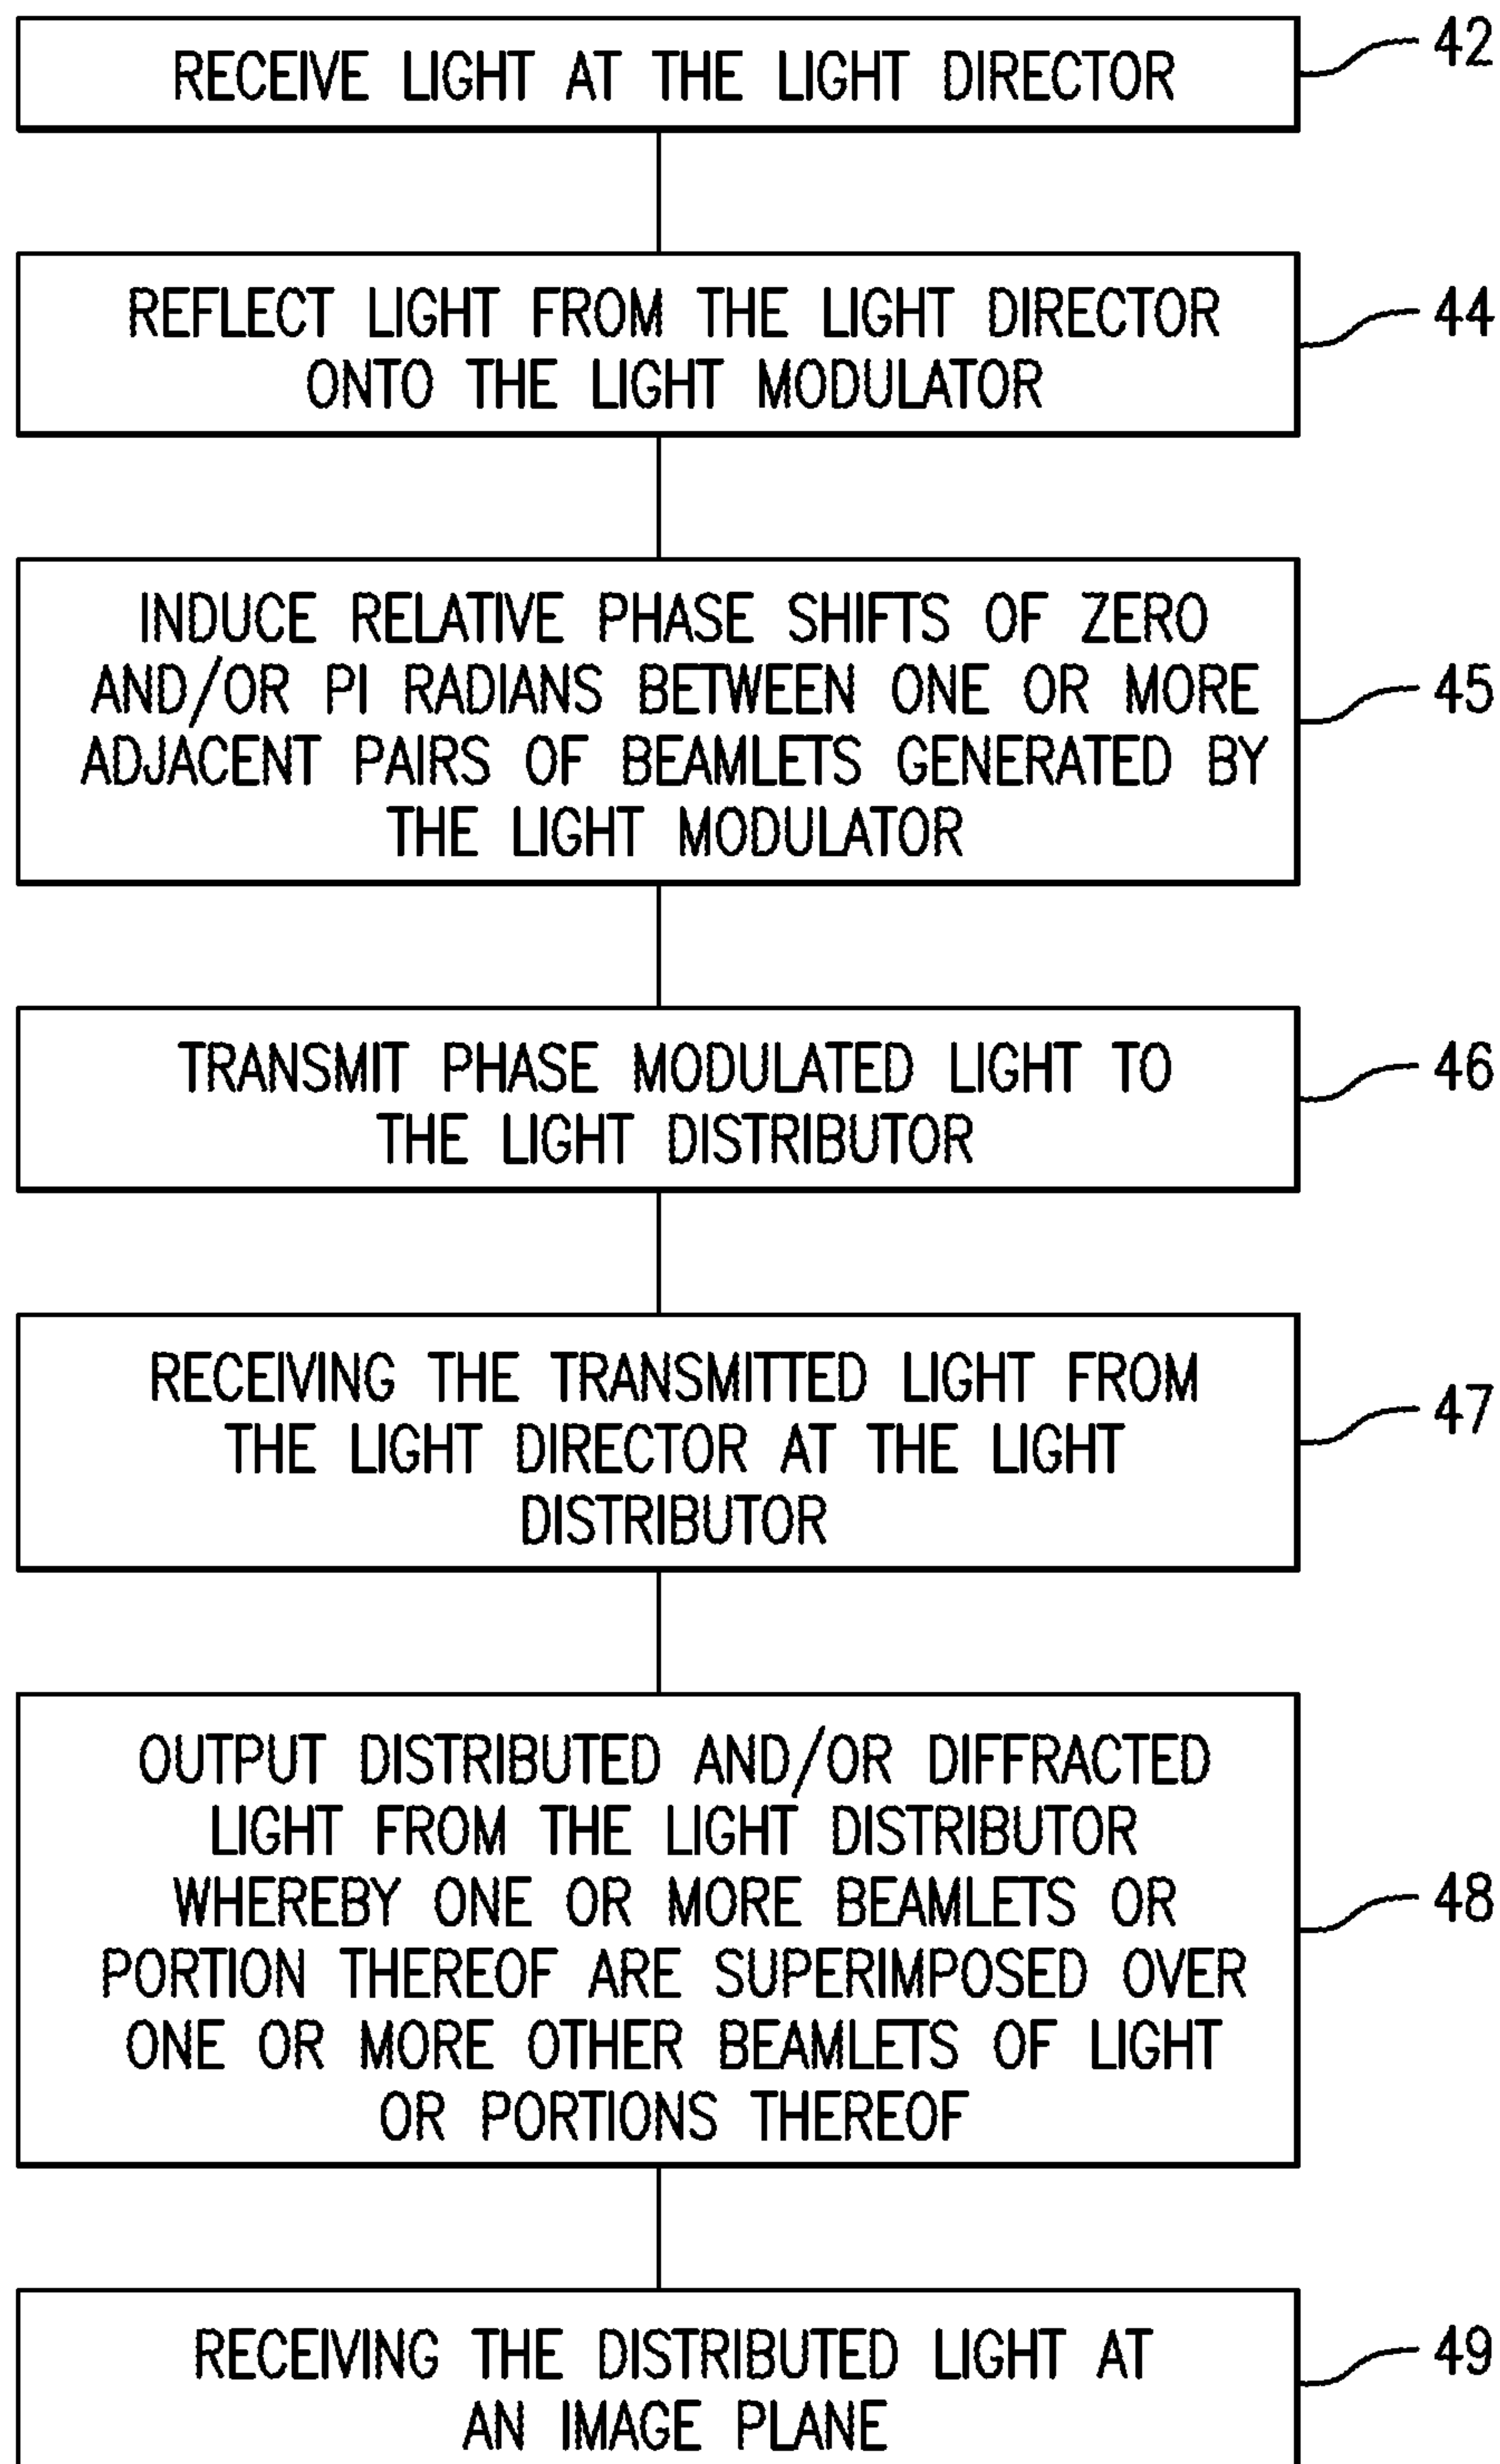 RECEIVE LIGHT AT THE LIGHT DIRECTOR
42
REFLECT LIGHT FROM THE LIGHT DIRECTOR
ONTO THE LIGHT MODULATOR
44
INDUCE RELATIVE PHASE SHIFTS OF ZERO
AND/OR PI RADIANS BETWEEN ONE OR MORE
ADJACENT PAIRS OF BEAMLETS GENERATED BY
THE LIGHT MODULATOR
45
TRANSMIT PHASE MODULATED LIGHT TO
THE LIGHT DISTRIBUTOR
46
RECEIVING THE TRANSMITTED LIGHT FROM
THE LIGHT DIRECTOR AT THE LIGHT
DISTRIBUTOR
47
OUTPUT DISTRIBUTED AND/OR DIFFRACTED
LIGHT FROM THE LIGHT DISTRIBUTOR
WHEREBY ONE OR MORE BEAMLETS OR
PORTION THEREOF ARE SUPERIMPOSED OVER
ONE OR MORE OTHER BEAMLETS OF LIGHT
OR PORTIONS THEREOF
48
RECEIVING THE DISTRIBUTED LIGHT AT
AN IMAGE PLANE
49